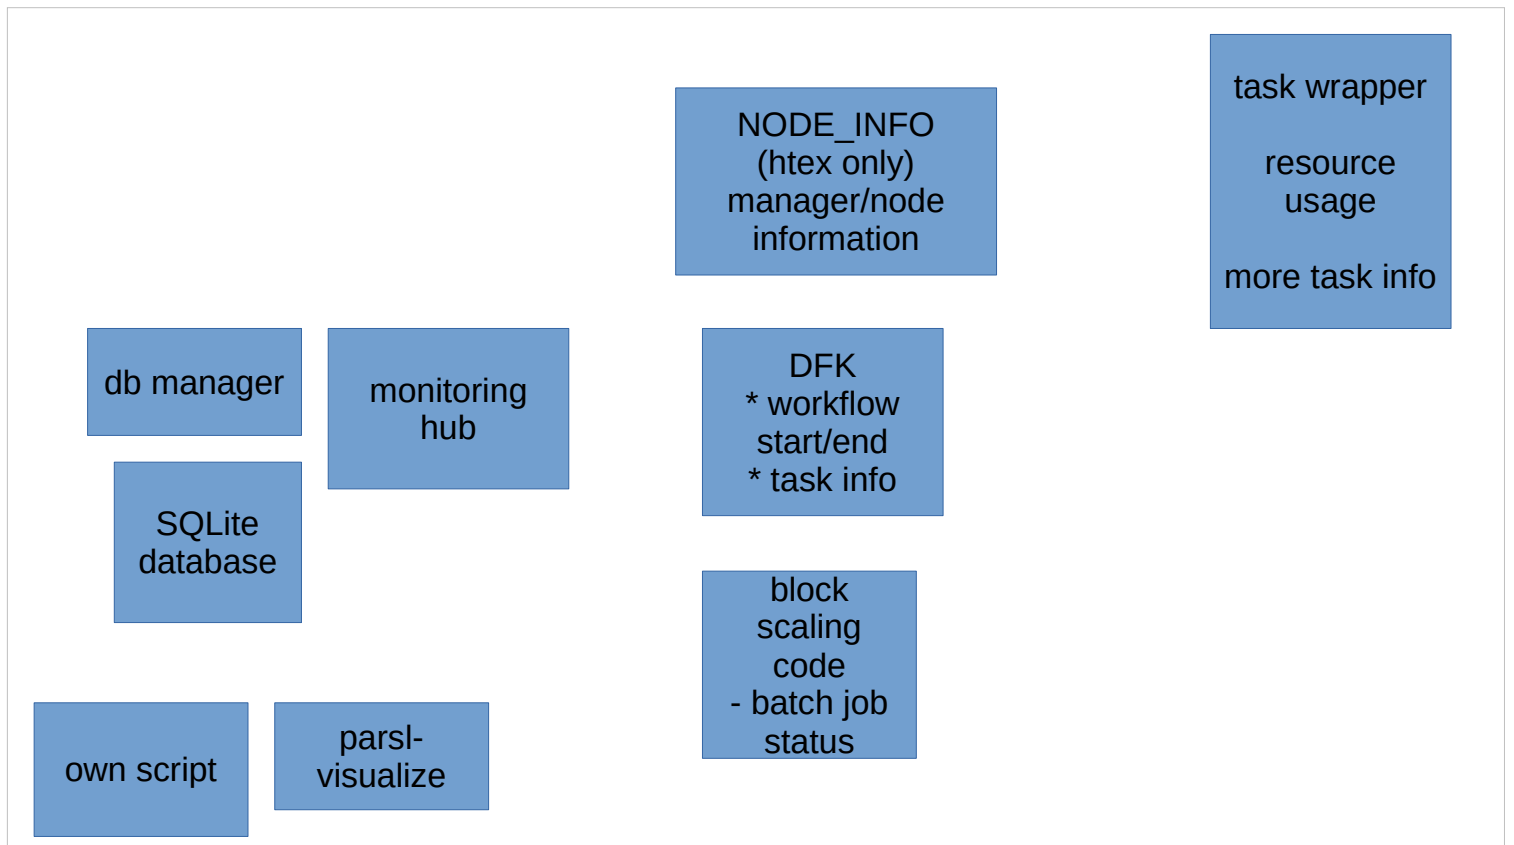 task wrapper
resource
usage
more task info
NODE_INFO
(htex only)
manager/node
information
db manager
monitoring
hub
DFK
* workflow
start/end
* task info
SQLite
database
block
scaling
code
- batch job
status
own script
parsl-
visualize